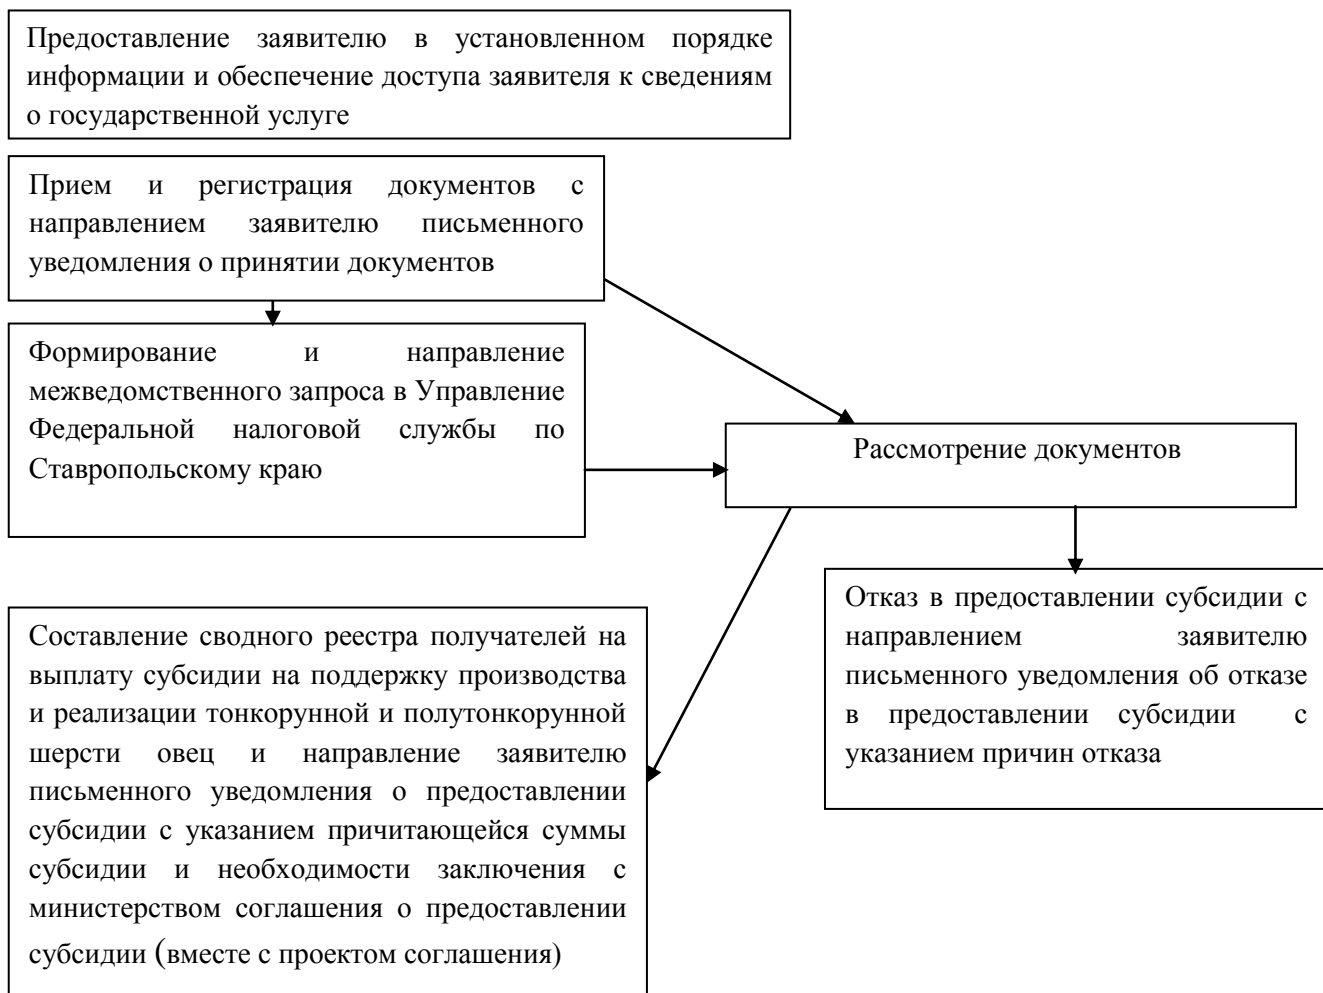 Предоставление заявителю в установленном порядке
информации и обеспечение доступа заявителя к сведениям
о государственной услуге
Прием и регистрация документов с
направлением заявителю письменного
уведомления о принятии документов
Формирование и направление
межведомственного запроса в Управление
Федеральной налоговой службы по
Ставропольскому краю
Рассмотрение документов
Отказ в предоставлении субсидии с
направлением заявителю
письменного уведомления об отказе
в предоставлении субсидии с
указанием причин отказа
Составление сводного реестра получателей на
выплату субсидии на поддержку производства
и реализации тонкорунной и полутонкорунной
шерсти овец и направление заявителю
письменного уведомления о предоставлении
субсидии с указанием причитающейся суммы
субсидии и необходимости заключения с
министерством соглашения о предоставлении
субсидии (вместе с проектом соглашения)